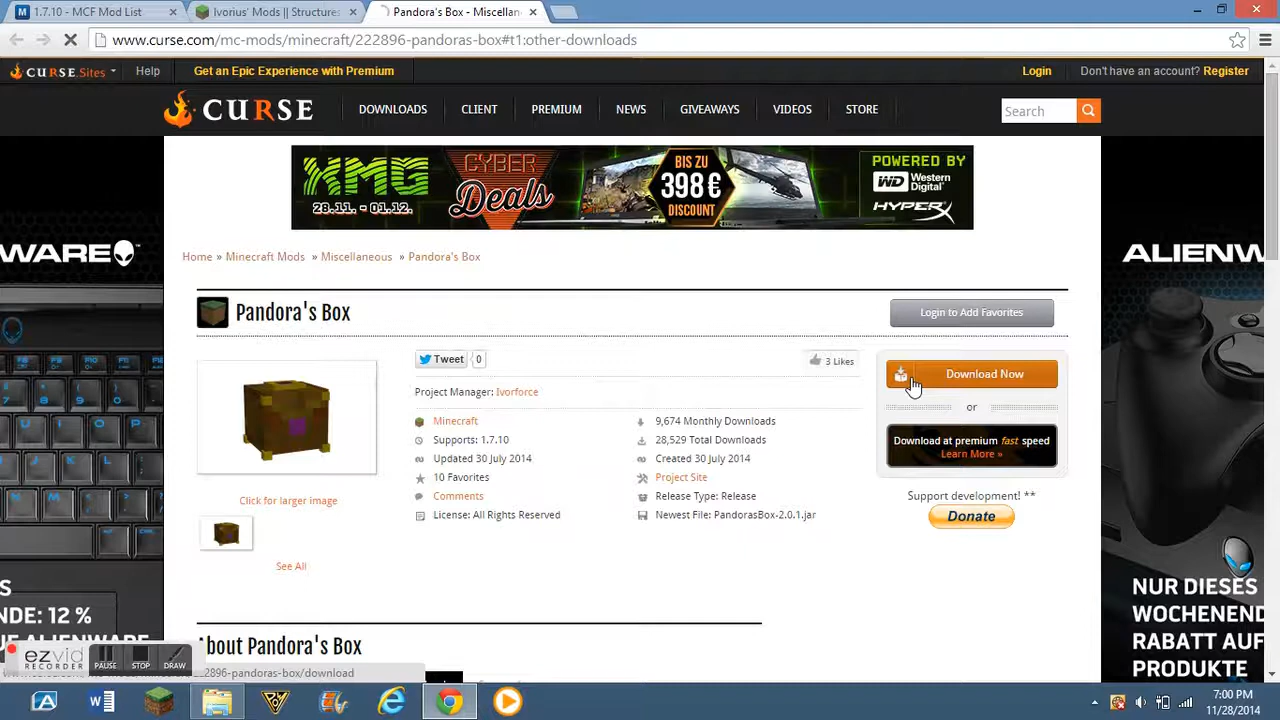 1.7.10 - MCF Mod List
Ivorius' Mods || Structures
Pandora's Box - Miscellan
www.curse.com/mc-mods/minecraft/222896-pandoras-box#t1:other-downloads
CURSE.Sites
Help
Get an Epic Experience with Premium
Login
Don't have an account? Register
CURSE
DOWNLOADS
CLIENT
PREMIUM
NEWS
GIVEAWAYS
VIDEOS
STORE
Search
XMG
28.11. - 01.12.
CYBER
Deals
BIS ZU
398 €
DISCOUNT
POWERED BY
WD Western Digital
HYPERX
WARE
ALIENW
Home » Minecraft Mods » Miscellaneous » Pandora's Box
Pandora's Box
Login to Add Favorites
Tweet 0
3 Likes
Download Now
Project Manager: Ivorforce
or
Minecraft
9,674 Monthly Downloads
Supports: 1.7.10
28,529 Total Downloads
Download at premium fast speed
Learn More »
Updated 30 July 2014
Created 30 July 2014
10 Favorites
Project Site
Comments
Release Type: Release
License: All Rights Reserved
Newest File: PandorasBox-2.0.1.jar
Support development! **
Donate
Click for larger image
See All
About Pandora's Box
S
NDE: 12 %
NUR DIESES
WOCHENEND
RABATT AUF
PRODUKTE
ezvid
RECORDER
PAUSE
STOP
DRAW
222896-pandoras-box/download
7:00 PM
11/28/2014